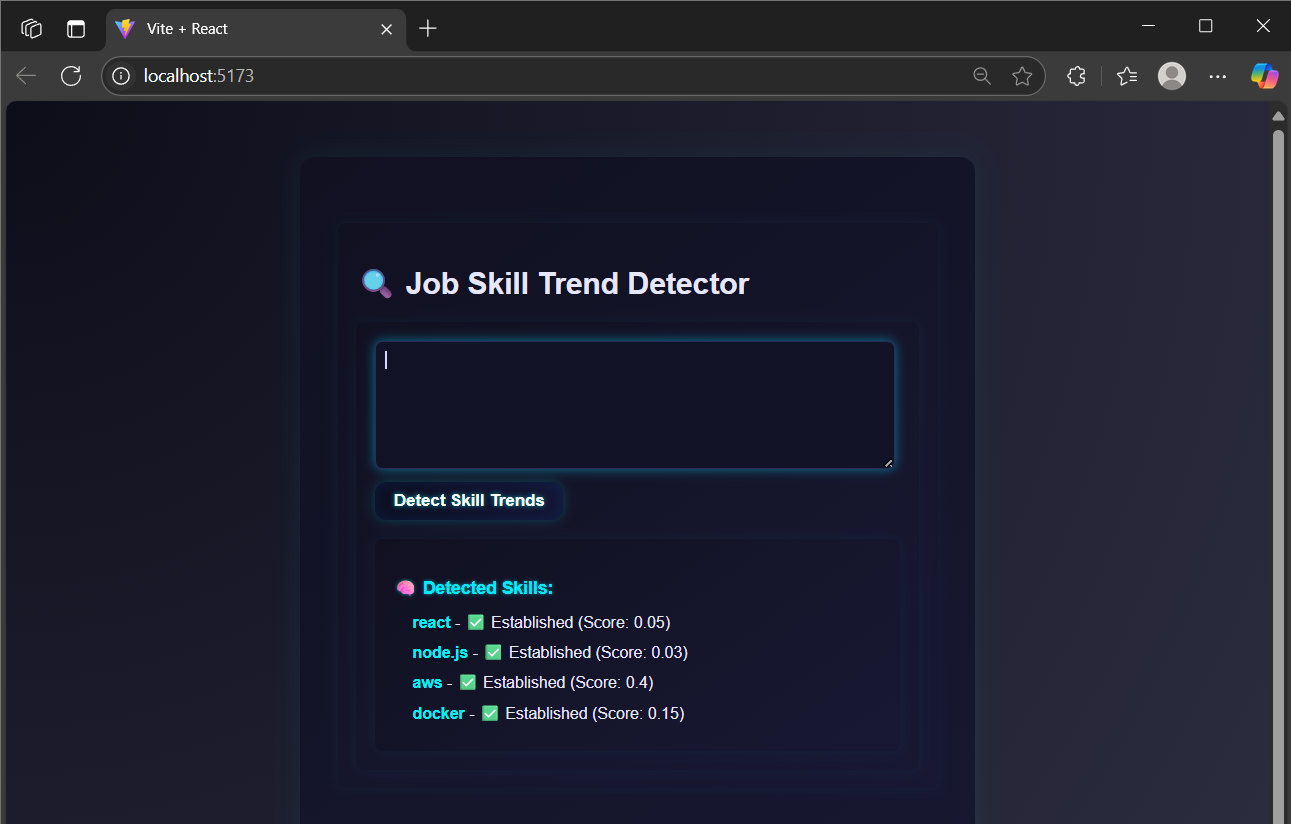 Vite + React
localhost:5173
🔍 Job Skill Trend Detector
Detect Skill Trends
🧠 Detected Skills:
react - ✅ Established (Score: 0.05)
node.js - ✅ Established (Score: 0.03)
aws - ✅ Established (Score: 0.4)
docker - ✅ Established (Score: 0.15)